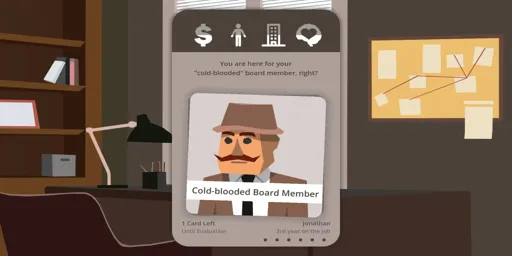 You are here for your
"cold-blooded" board member, right?
Cold-blooded Board Member
1 Card Left
Until Evaluation
Jonathan
3rd year on the job